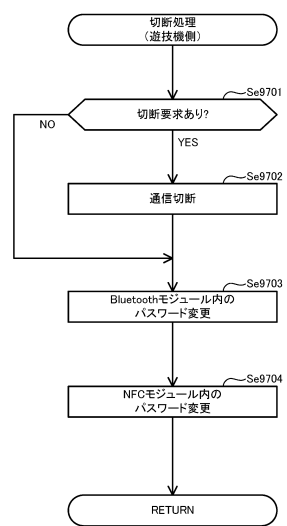 切断処理
(遊技機側)
Se9701
切断要求あり?
NO
YES
Se9702
通信切断
Se9703
Bluetoothモジュール内の
パスワード変更
Se9704
NFCモジュール内の
パスワード変更
RETURN